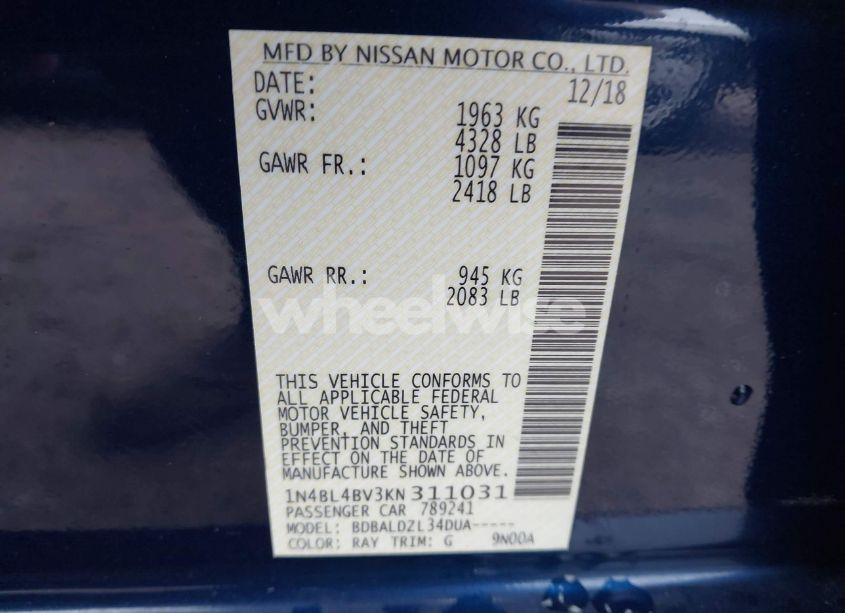 MFD BY NISSAN MOTOR CO., LTD.
DATE: 12/18
GVWR: 1963 KG
4328 LB
GAWR FR.: 1097 KG
2418 LB
GAWR RR.: 945 KG
2083 LB
wheelwise
THIS VEHICLE CONFORMS TO
ALL APPLICABLE FEDERAL
MOTOR VEHICLE SAFETY,
BUMPER, AND THEFT
PREVENTION STANDARDS IN
EFFECT ON THE DATE OF
MANUFACTURE SHOWN ABOVE.
1N4BL4BV3KN311031
PASSENGER CAR 789241
MODEL: BDBALDZL34DUA-----
COLOR: RAY TRIM: G 9N00A